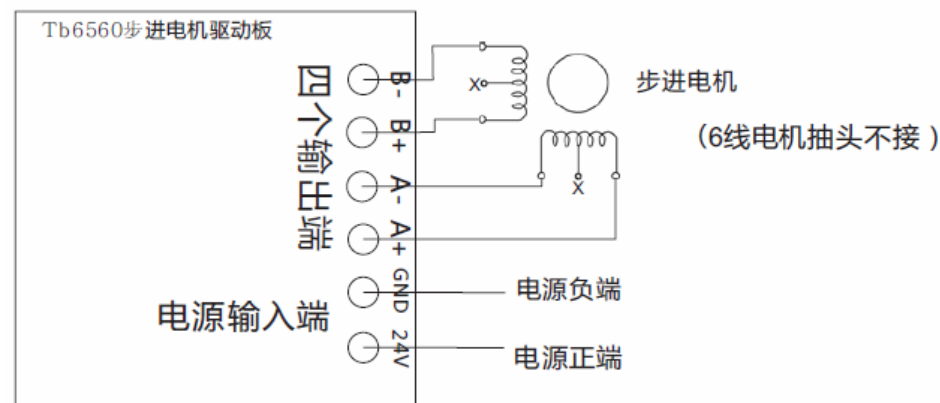 Tb6560步进电机驱动板
四个输出端
B-
B+
A-
A+
GND
24V
电源输入端
X
X
步进电机
（6线电机抽头不接）
电源负端
电源正端